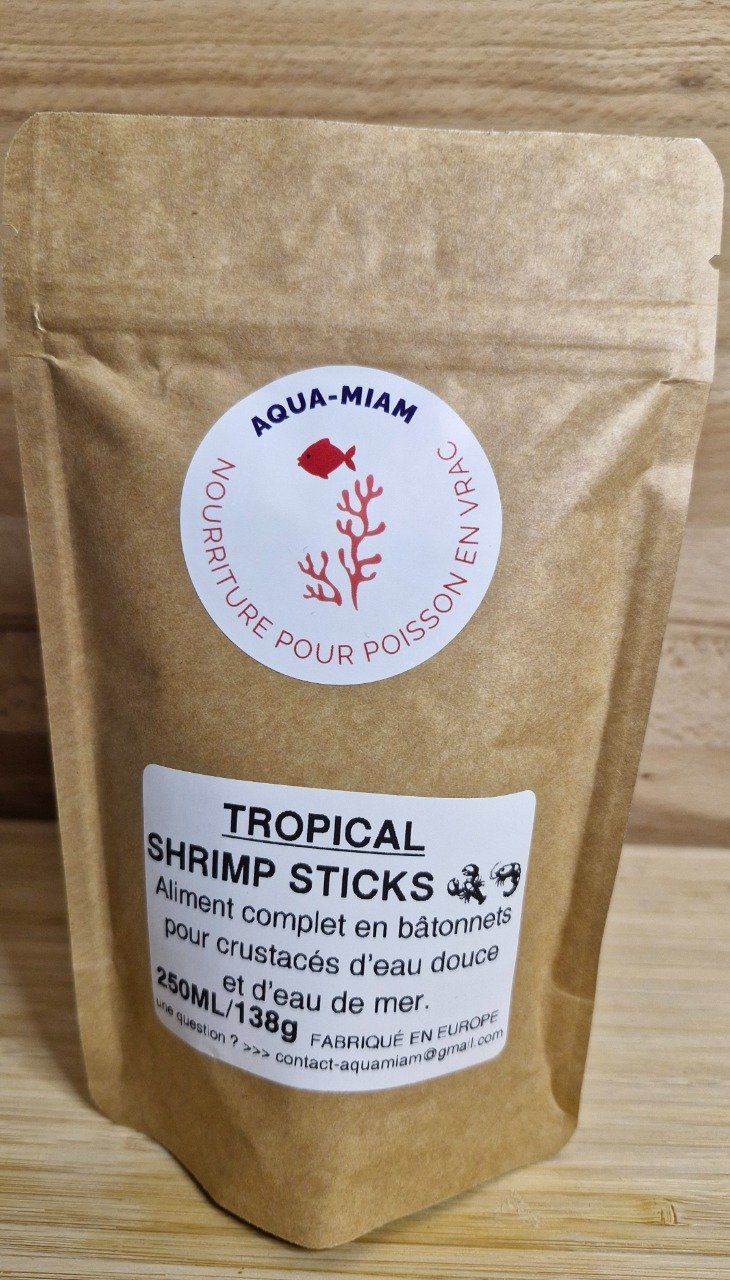 AQUA-MIAM
NOURRITURE POUR POISSON EN VRAC
TROPICAL
SHRIMP STICKS
Aliment complet en bâtonnets
pour crustacés d'eau douce
et d'eau de mer.
250ML/138g FABRIQUÉ EN EUROPE
une question ? >>> contact-aquamiam@gmail.com